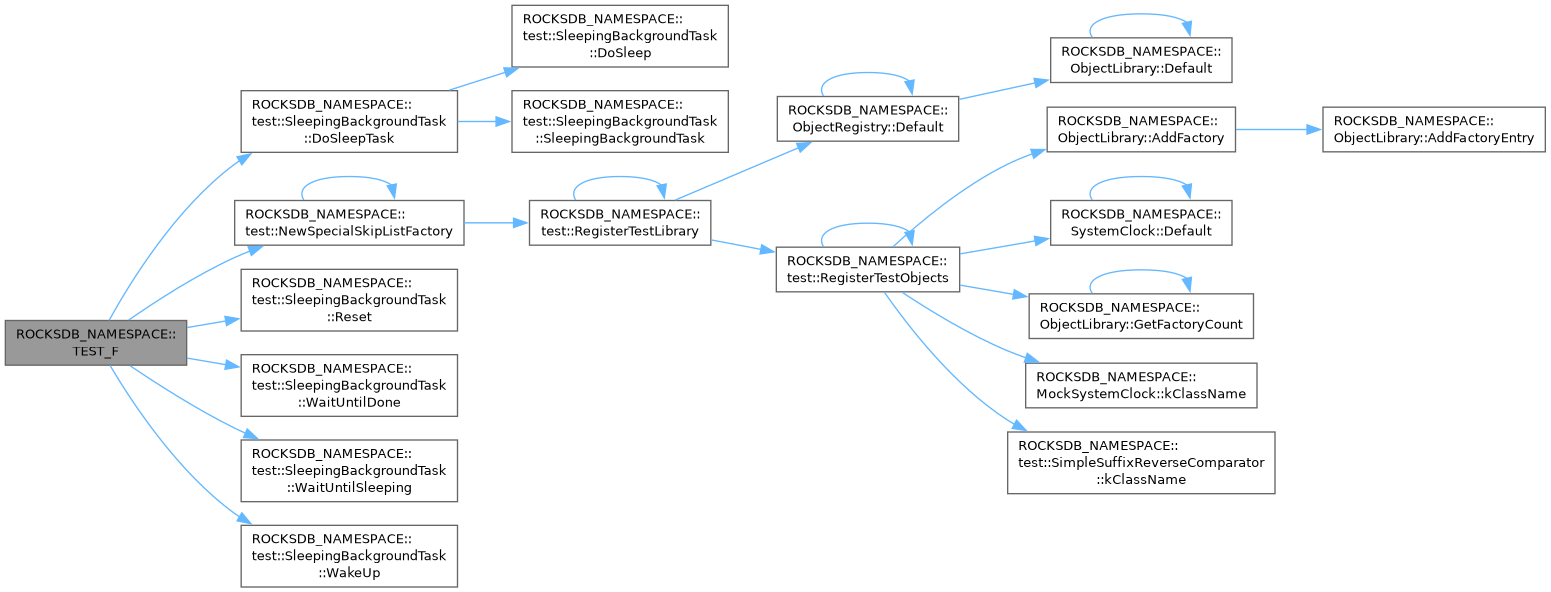 ROCKSDB_NAMESPACE::
TEST_F
ROCKSDB_NAMESPACE::
test::SleepingBackgroundTask
::DoSleepTask
ROCKSDB_NAMESPACE::
test::SleepingBackgroundTask
::DoSleep
ROCKSDB_NAMESPACE::
test::SleepingBackgroundTask
::SleepingBackgroundTask
ROCKSDB_NAMESPACE::
test::NewSpecialSkipListFactory
ROCKSDB_NAMESPACE::
test::RegisterTestLibrary
ROCKSDB_NAMESPACE::
ObjectRegistry::Default
ROCKSDB_NAMESPACE::
ObjectLibrary::Default
ROCKSDB_NAMESPACE::
test::RegisterTestObjects
ROCKSDB_NAMESPACE::
ObjectLibrary::AddFactory
ROCKSDB_NAMESPACE::
ObjectLibrary::AddFactoryEntry
ROCKSDB_NAMESPACE::
SystemClock::Default
ROCKSDB_NAMESPACE::
ObjectLibrary::GetFactoryCount
ROCKSDB_NAMESPACE::
MockSystemClock::kClassName
ROCKSDB_NAMESPACE::
test::SimpleSuffixReverseComparator
::kClassName
ROCKSDB_NAMESPACE::
test::SleepingBackgroundTask
::Reset
ROCKSDB_NAMESPACE::
test::SleepingBackgroundTask
::WaitUntilDone
ROCKSDB_NAMESPACE::
test::SleepingBackgroundTask
::WaitUntilSleeping
ROCKSDB_NAMESPACE::
test::SleepingBackgroundTask
::WakeUp